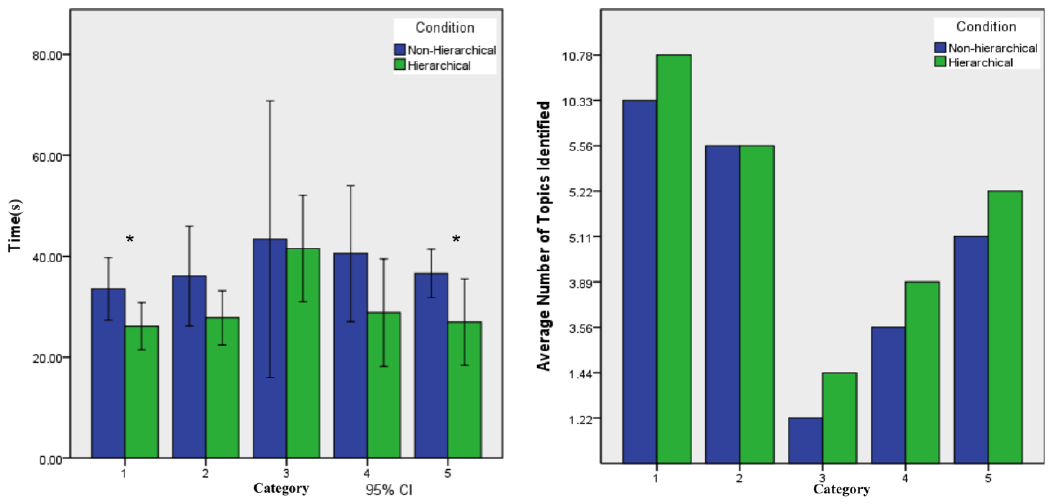 Condition
Non-Hierarchical
Hierarchical
80.00
60.00
40.00
20.00
0.00
Time(s)
*
*
1
2
3
4
5
Category
95% CI
Condition
Non-hierarchical
Hierarchical
10.78
10.33
5.56
5.22
5.11
3.89
3.56
1.44
1.22
Average Number of Topics Identified
1
2
3
4
5
Category